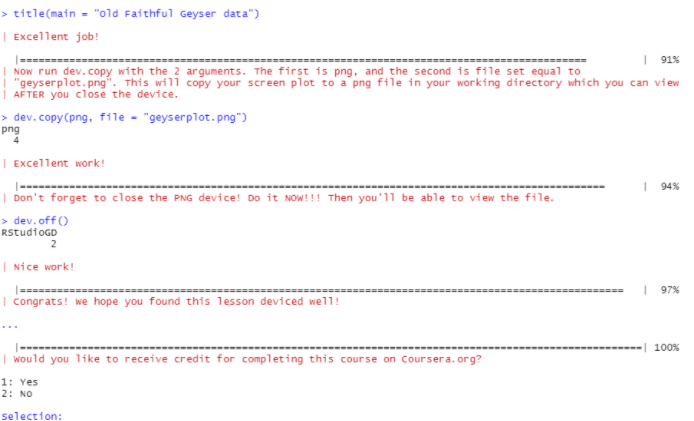 > title(main = "Old Faithful Geyser data")
| Excellent job!
|======================================================================================================= | 91%
| Now run dev.copy with the 2 arguments. The first is png, and the second is file set equal to
| "geyserplot.png". This will copy your screen plot to a png file in your working directory which you can view
| AFTER you close the device.
> dev.copy(png, file = "geyserplot.png")
png
4
| Excellent work!
|========================================================================================================== | 94%
| Don't forget to close the PNG device! Do it NOW!!! Then you'll be able to view the file.
> dev.off()
RStudioGD
2
| Nice work!
|============================================================================================================= | 97%
| Congrats! We hope you found this lesson deviced well!
...
|================================================================================================================| 100%
| Would you like to receive credit for completing this course on Coursera.org?
1: Yes
2: No
Selection: